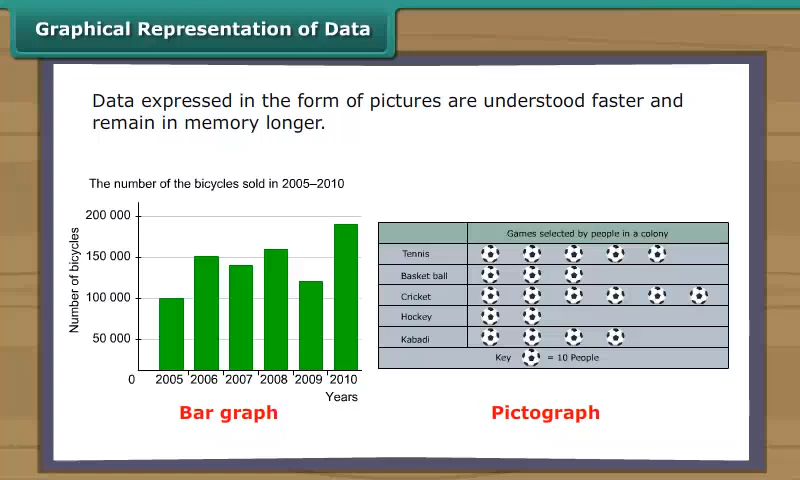 Graphical Representation of Data
Data expressed in the form of pictures are understood faster and
remain in memory longer.
The number of the bicycles sold in 2005–2010
Number of bicycles
200 000
150 000
100 000
50 000
0
2005 2006 2007 2008 2009 2010
Years
Bar graph
Games selected by people in a colony
Tennis
Basket ball
Cricket
Hockey
Kabadi
Key = 10 People
Pictograph